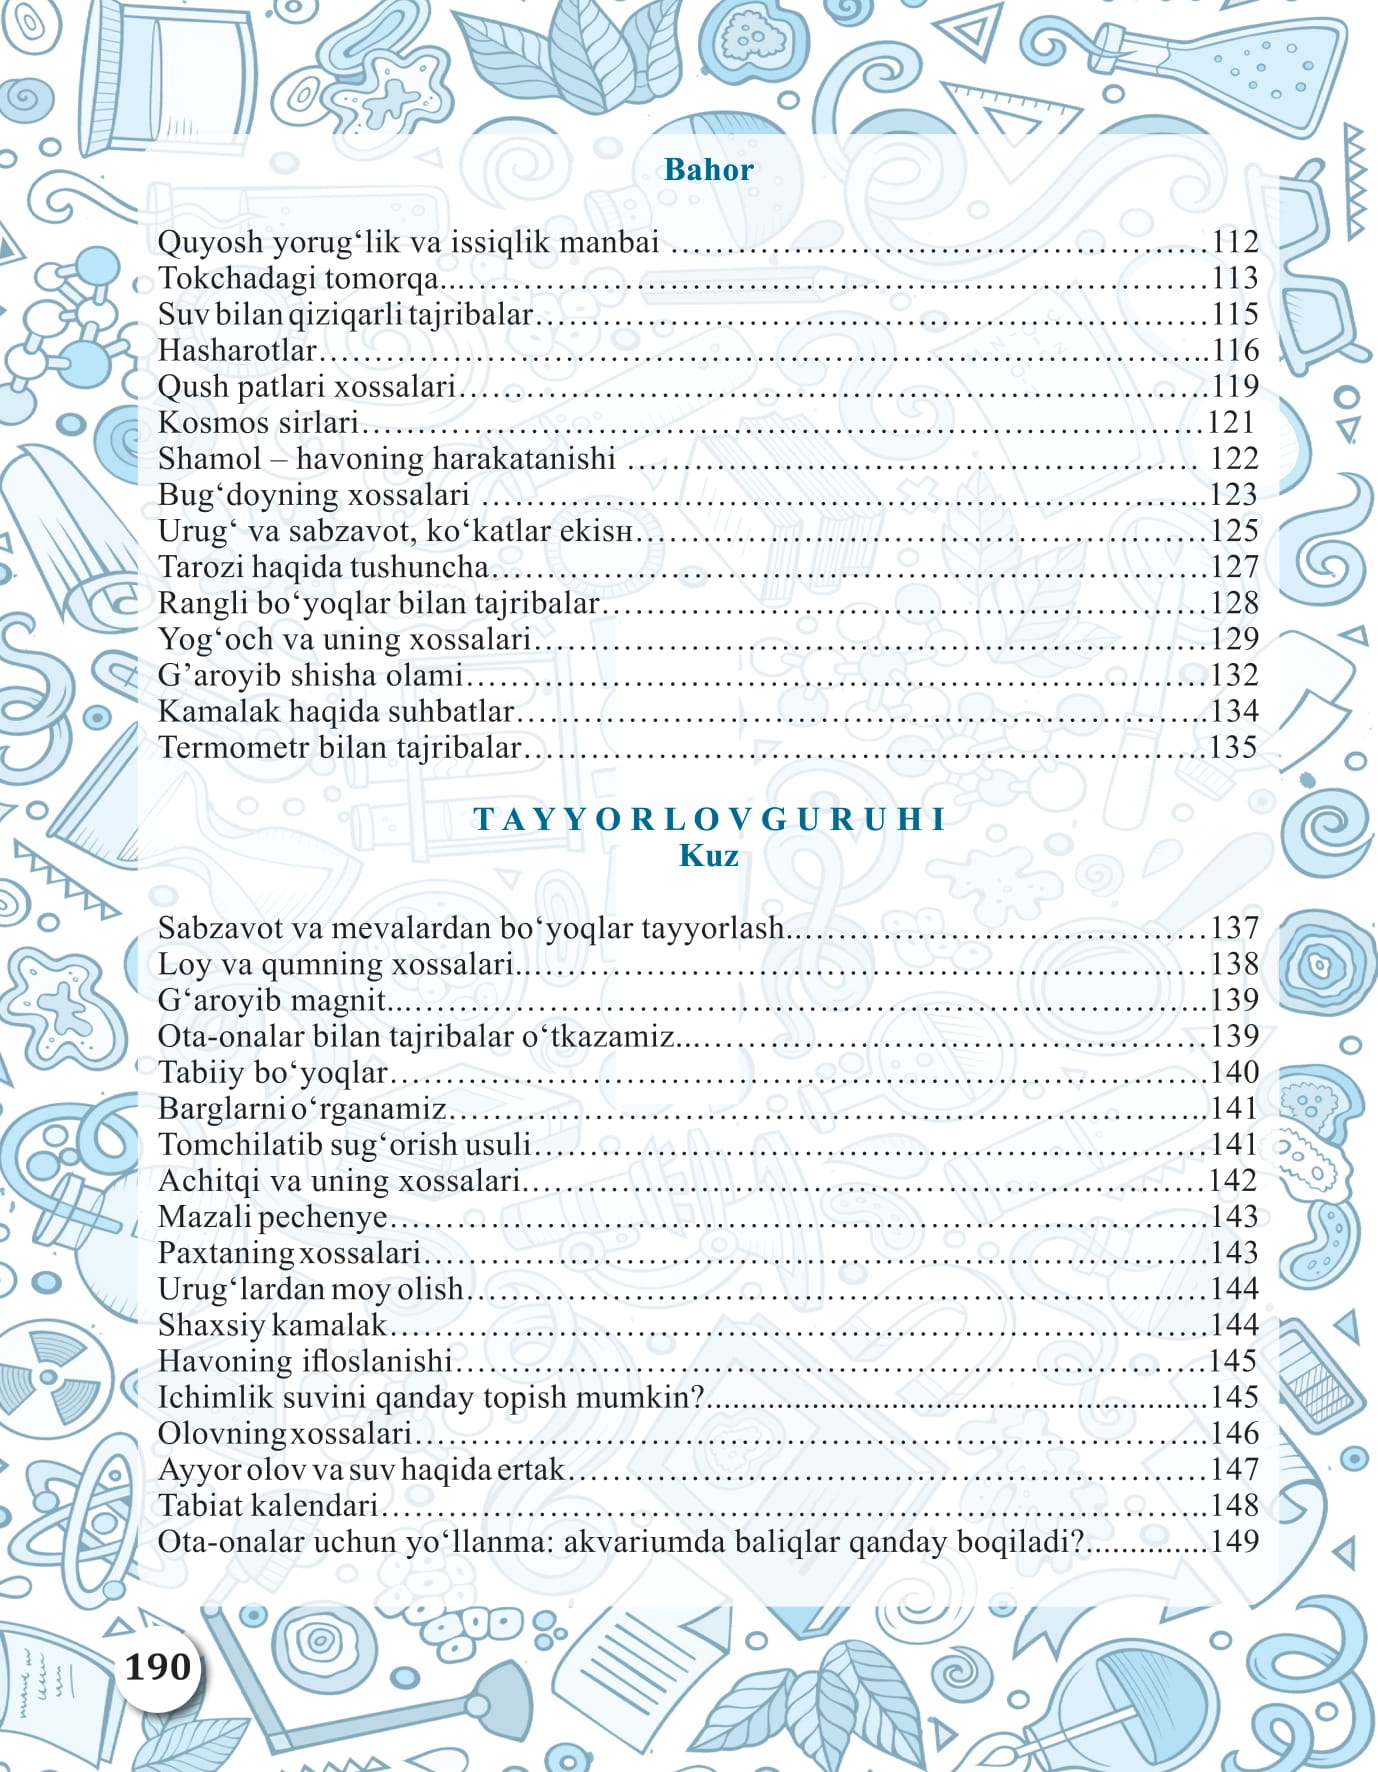 Bahor
Quyosh yorug‘lik va issiqlik manbai ........................................................112
Tokchadagi tomorqa................................................................................113
Suv bilan qiziqarli tajribalar.....................................................................115
Hasharotlar..............................................................................................116
Qush patlari xossalari...............................................................................119
Kosmos sirlari.........................................................................................121
Shamol – havoning harakatanishi ............................................................ 122
Bug‘doyning xossalari ............................................................................123
Urug‘ va sabzavot, ko‘katlar ekisн............................................................125
Tarozi haqida tushuncha...........................................................................127
Rangli bo‘yoqlar bilan tajribalar...............................................................128
Yog‘och va uning xossalari......................................................................129
G’aroyib shisha olami..............................................................................132
Kamalak haqida suhbatlar........................................................................134
Termometr bilan tajribalar.......................................................................135
TAYYORLOV GURUHI
Kuz
Sabzavot va mevalardan bo‘yoqlar tayyorlash............................................137
Loy va qumning xossalari........................................................................138
G‘aroyib magnit......................................................................................139
Ota-onalar bilan tajribalar o‘tkazamiz.......................................................139
Tabiiy bo‘yoqlar......................................................................................140
Barglarni o‘rganamiz...............................................................................141
Tomchilatib sug‘orish usuli......................................................................141
Achitqi va uning xossalari........................................................................142
Mazali pechenye......................................................................................143
Paxtaning xossalari..................................................................................143
Urug‘lardan moy olish.............................................................................144
Shaxsiy kamalak......................................................................................144
Havoning ifloslanishi...............................................................................145
Ichimlik suvini qanday topish mumkin?....................................................145
Olovning xossalari...................................................................................146
Ayyor olov va suv haqida ertak..................................................................147
Tabiat kalendari.......................................................................................148
Ota-onalar uchun yo‘llanma: akvariumda baliqlar qanday boqiladi?..............149
190